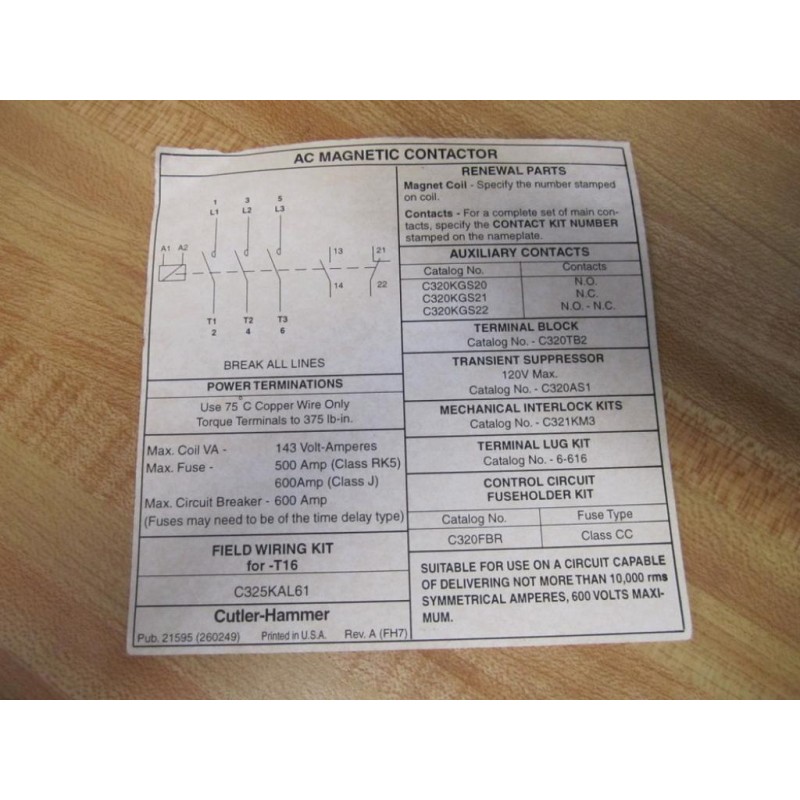 AC MAGNETIC CONTACTOR
1 3 5
L1 L2 L3
A1 A2 13 21
14 22
T1 T2 T3
2 4 6
BREAK ALL LINES
POWER TERMINATIONS
Use 75°C Copper Wire Only
Torque Terminals to 375 lb-in.
Max. Coil VA - 143 Volt-Amperes
Max. Fuse - 500 Amp (Class RK5)
600Amp (Class J)
Max. Circuit Breaker - 600 Amp
(Fuses may need to be of the time delay type)
FIELD WIRING KIT
for -T16
C325KAL61
Cutler-Hammer
Pub. 21595 (260249) Printed in U.S.A. Rev. A (FH7)
RENEWAL PARTS
Magnet Coil - Specify the number stamped
on coil.
Contacts - For a complete set of main con-
tacts, specify the CONTACT KIT NUMBER
stamped on the nameplate.
AUXILIARY CONTACTS
Catalog No. Contacts
C320KGS20 N.O.
C320KGS21 N.C.
C320KGS22 N.O. - N.C.
TERMINAL BLOCK
Catalog No. - C320TB2
TRANSIENT SUPPRESSOR
120V Max.
Catalog No. - C320AS1
MECHANICAL INTERLOCK KITS
Catalog No. - C321KM3
TERMINAL LUG KIT
Catalog No. - 6-616
CONTROL CIRCUIT
FUSEHOLDER KIT
Catalog No. Fuse Type
C320FBR Class CC
SUITABLE FOR USE ON A CIRCUIT CAPABLE
OF DELIVERING NOT MORE THAN 10,000 rms
SYMMETRICAL AMPERES, 600 VOLTS MAXI-
MUM.